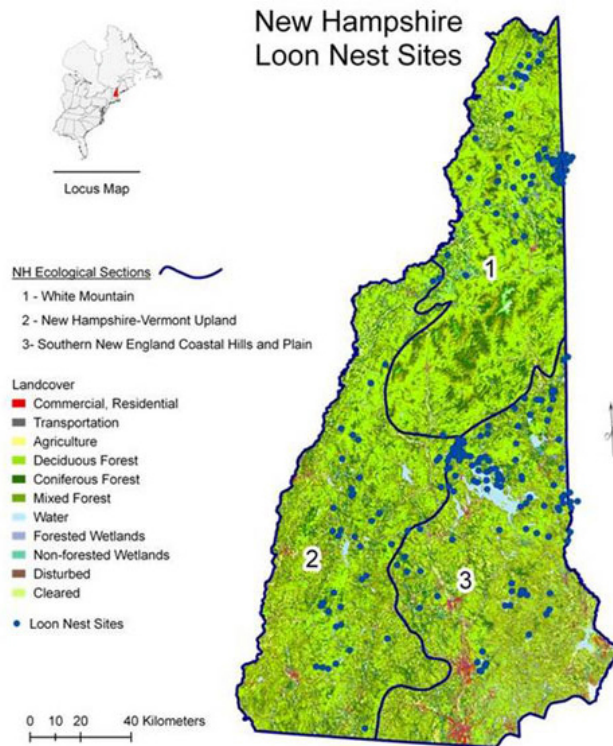 New Hampshire
Loon Nest Sites
Locus Map
NH Ecological Sections
1 - White Mountain
2 - New Hampshire-Vermont Upland
3- Southern New England Coastal Hills and Plain
Landcover
Commercial, Residential
Transportation
Agriculture
Deciduous Forest
Coniferous Forest
Mixed Forest
Water
Forested Wetlands
Non-forested Wetlands
Disturbed
Cleared
Loon Nest Sites
0 10 20 40 Kilometers
1
2
3